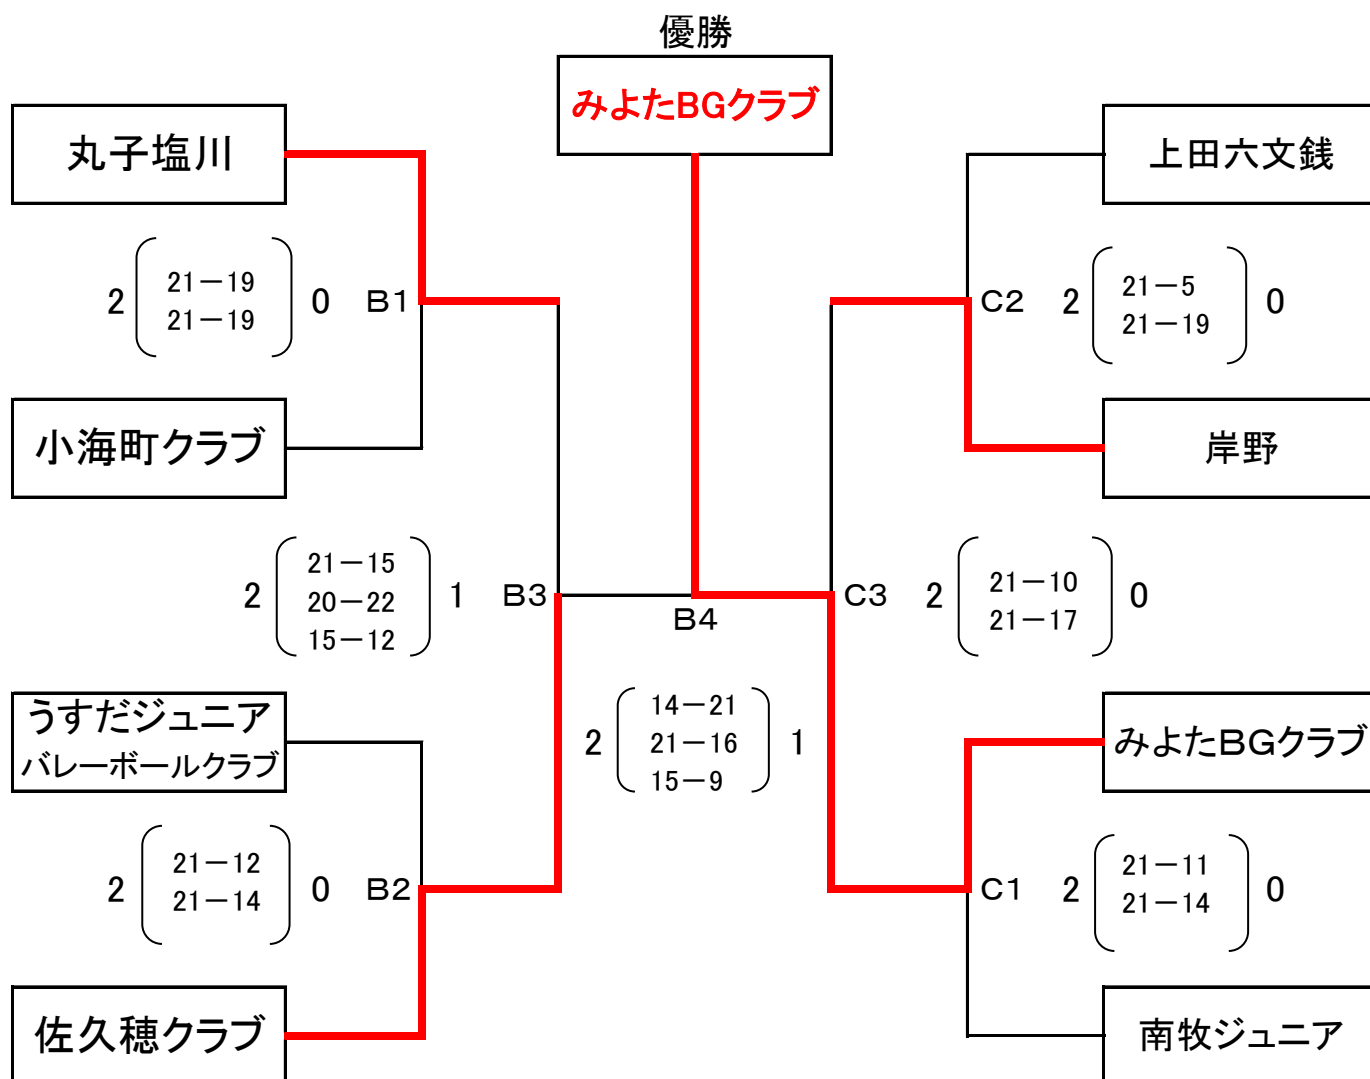 優勝
みよたBGクラブ
丸子塩川
上田六文銭
2 21－19 0 B1
21－19
C2 2 21－5 0
21－19
小海町クラブ
岸野
2 21－15 1 B3
20－22
15－12
B4
C3 2 21－10 0
21－17
うすだジュニア
バレーボールクラブ
2 14－21 1
21－16
15－9
みよたBGクラブ
2 21－12 0 B2
21－14
C1 2 21－11 0
21－14
佐久穂クラブ
南牧ジュニア